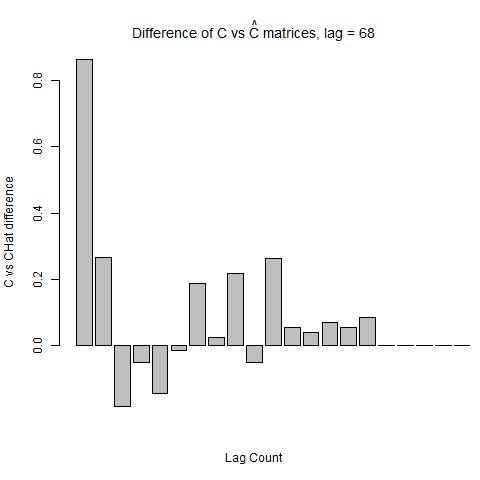 Difference of C vs Ĉ matrices, lag = 68
0.8
0.6
0.4
0.2
0.0
C vs CHat difference
Lag Count